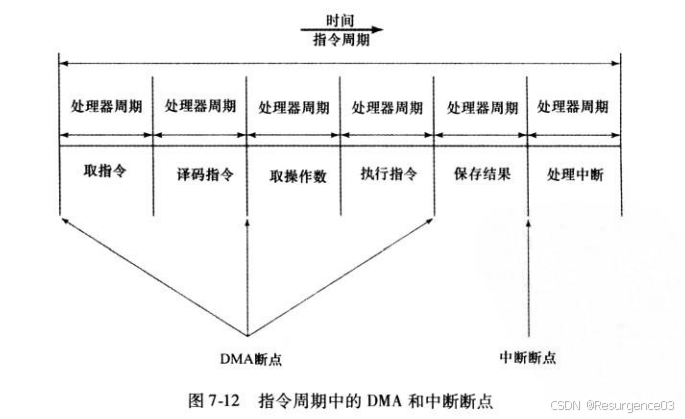 时间
指令周期
处理器周期 处理器周期 处理器周期 处理器周期 处理器周期 处理器周期
取指令 译码指令 取操作数 执行指令 保存结果 处理中断
DMA断点 中断断点
图 7-12 指令周期中的 DMA 和中断断点
CSDN @Resurgence03